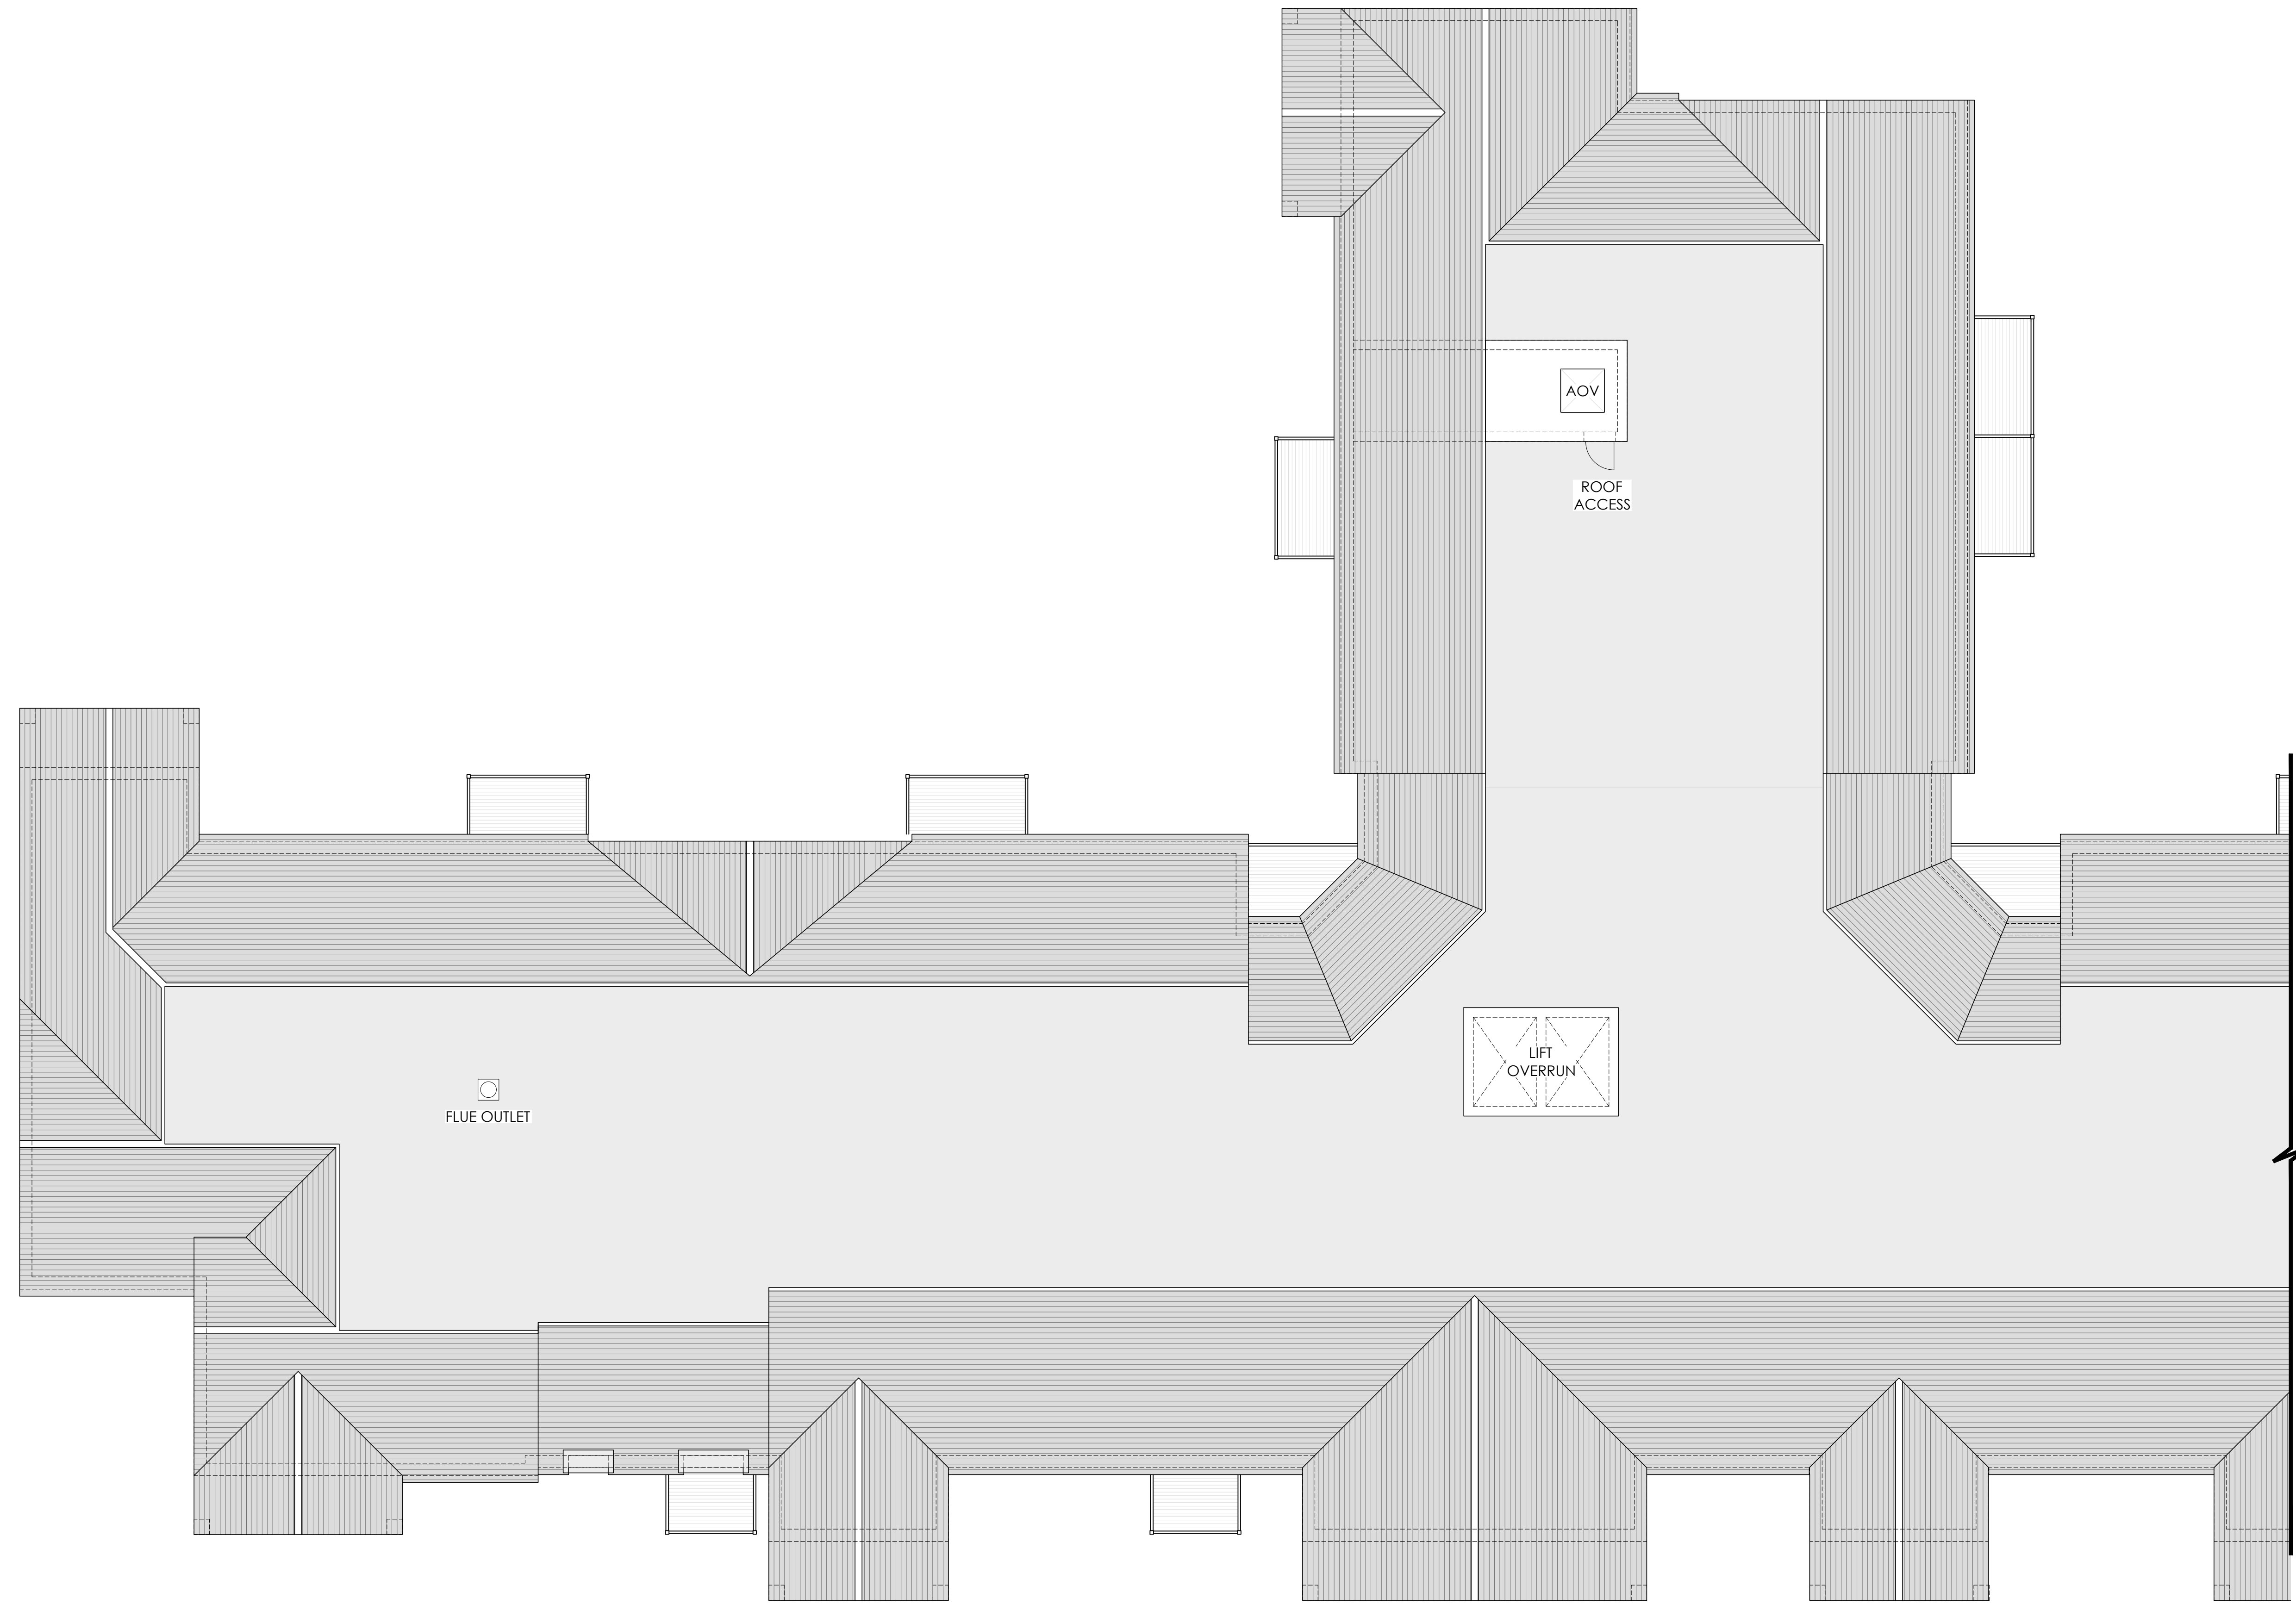 AOV
ROOF
ACCESS
LIFT
OVERRUN
FLUE OUTLET